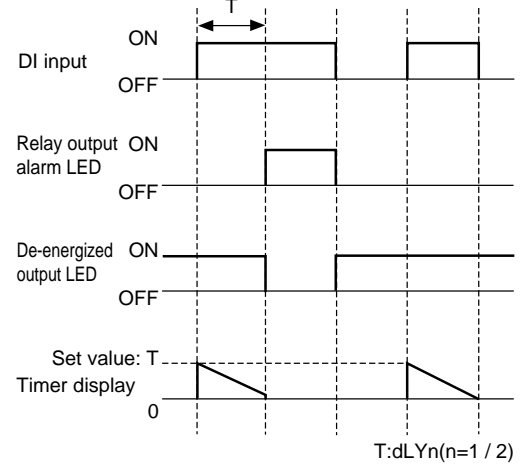 T
ON
DI input
OFF
Relay output ON
alarm LED
OFF
De-energized ON
output LED
OFF
Set value: T
Timer display
0
T:dLYn(n=1 / 2)